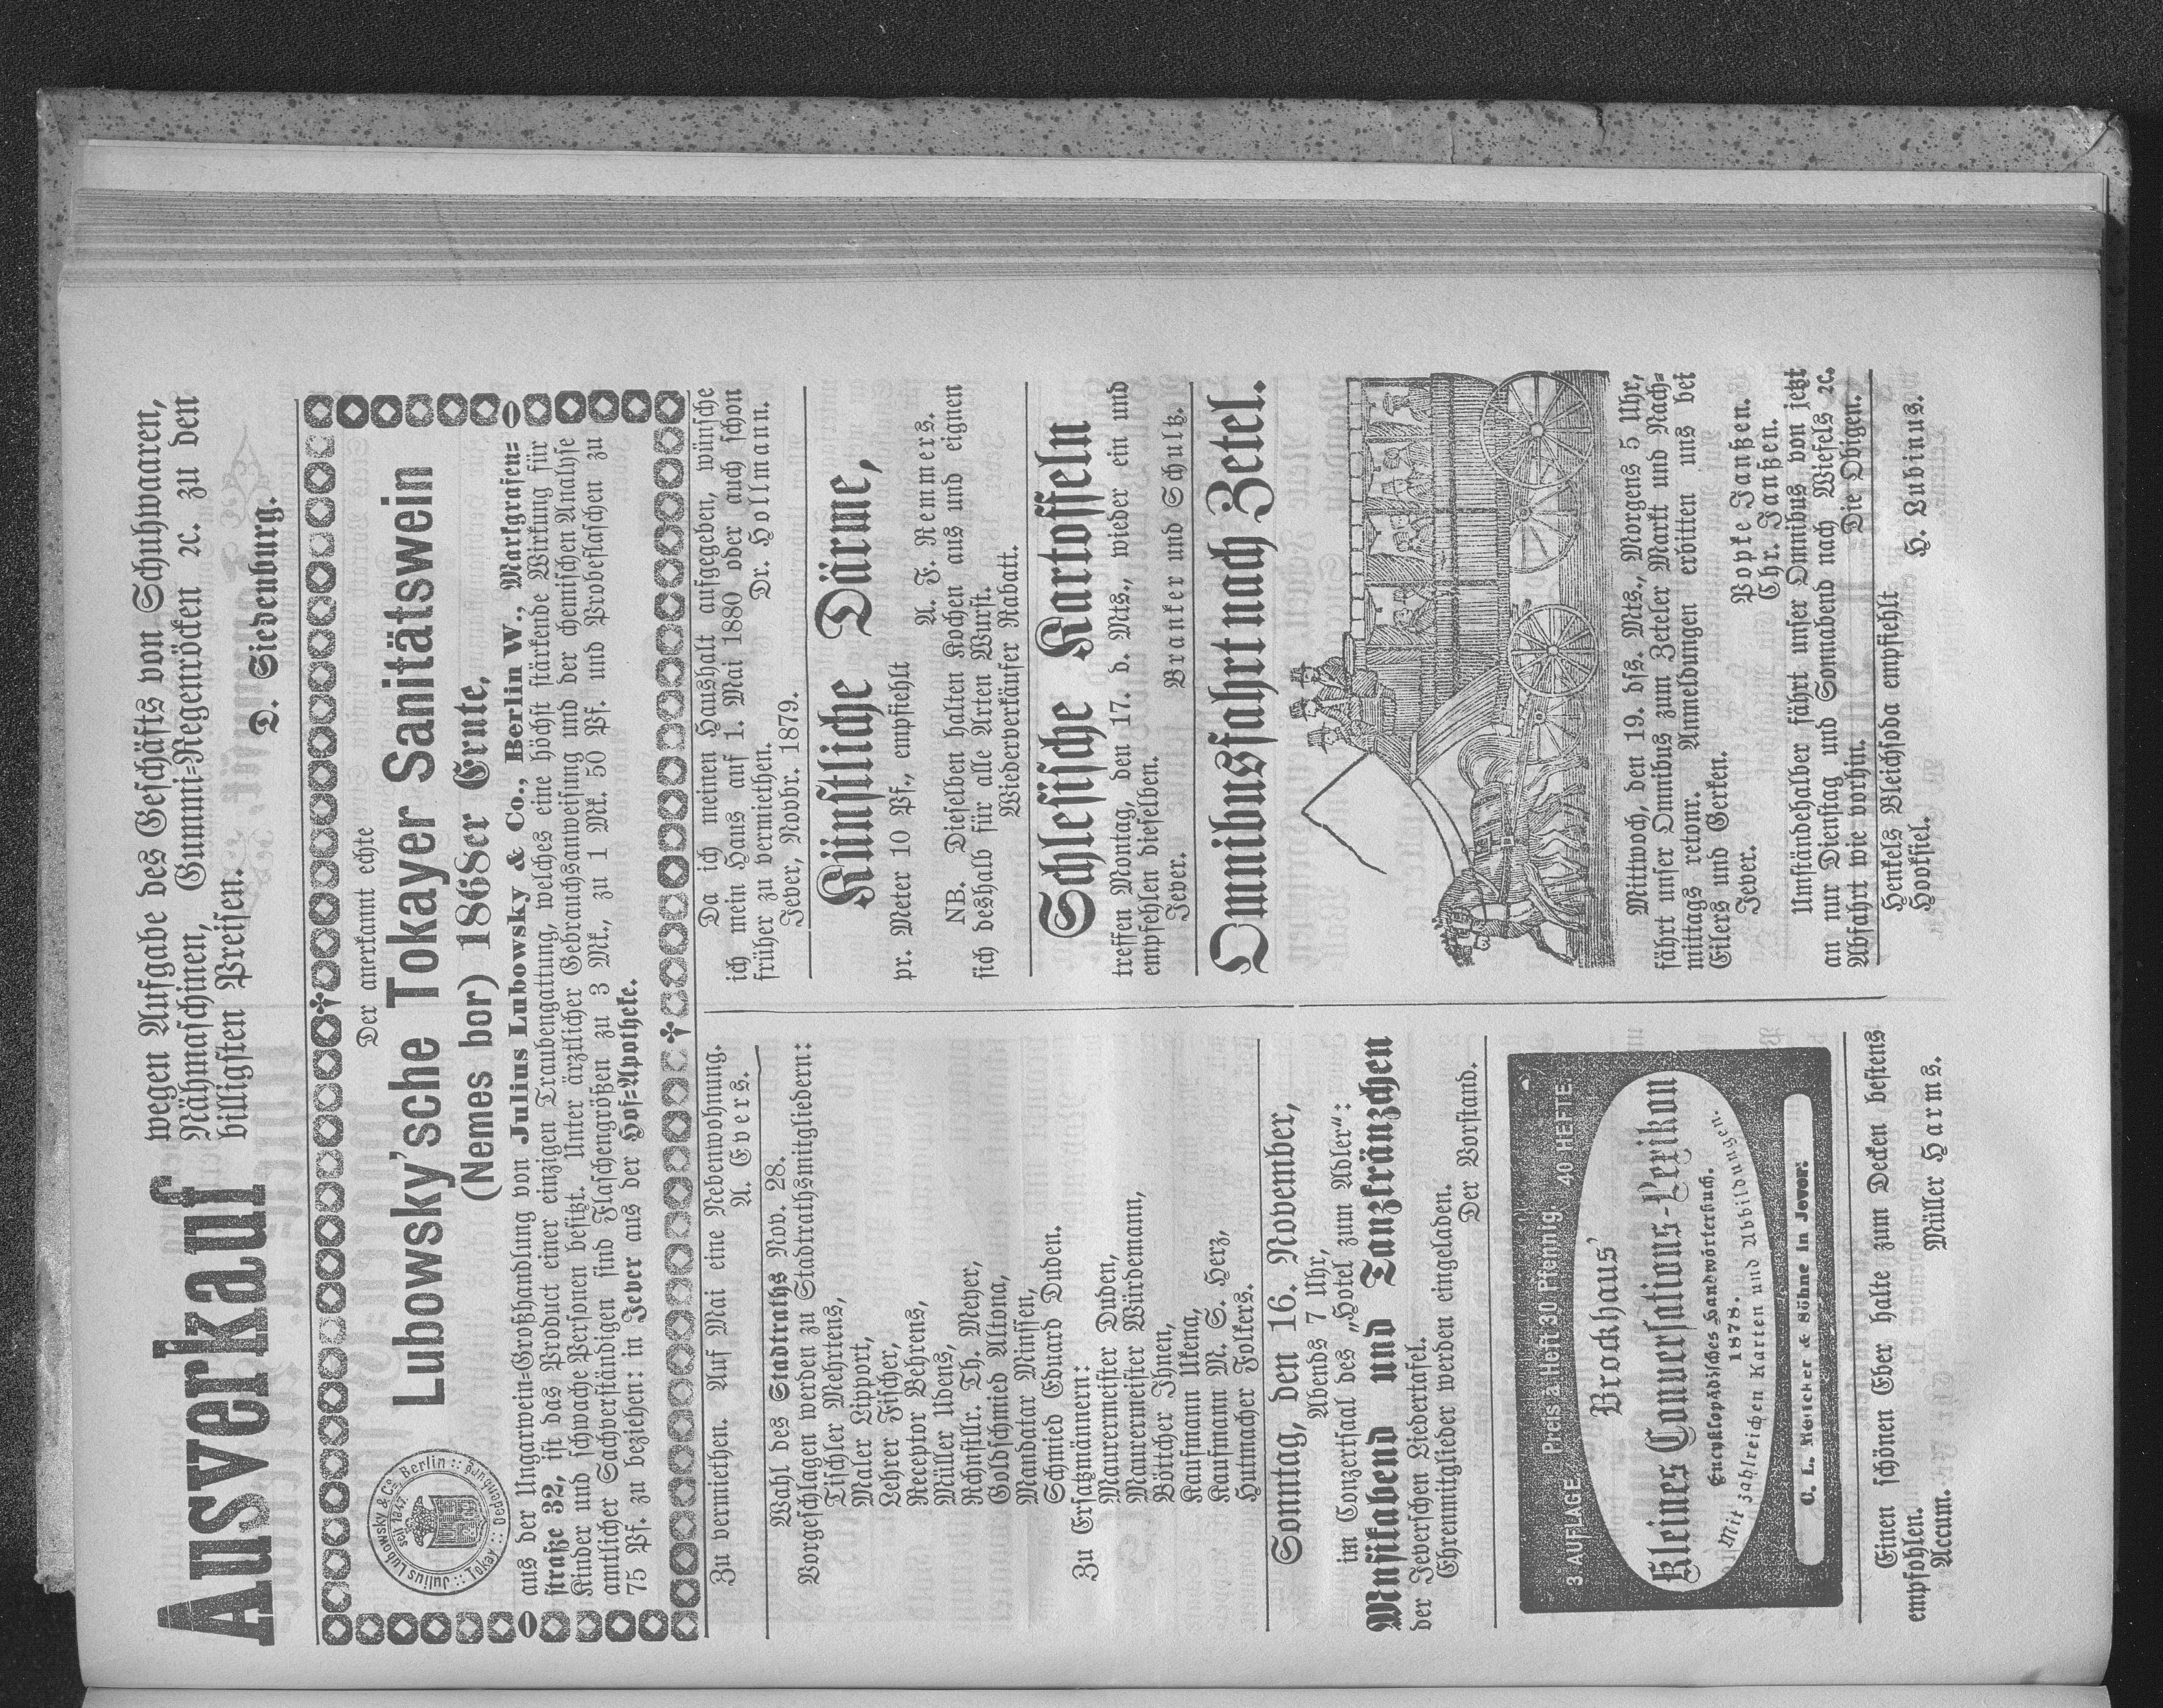 Ausverkauf
wegen Aufgabe des Geschäfts von Schuhwaaren,
Nähmaschinen, Gummi=Regenröcken ꝛc. zu den
billigsten Preisen.
D. Siedenburg.
Der anerkannt echte
Lubowsky'sche Tokayer Sanitätswein
(Nemes bor) 1868er Ernte,
Julius Lubowsky & Co. Berlin :: Tokay :: Oedenburg
seit 1847.
aus der Ungarwein=Großhandlung von Julius Lubowsky & Co., Berlin W., Markgrafen=
straße 32, ist das Product einer einzigen Traubengattung, welches eine höchst stärkende Wirkung für
Kinder und schwache Personen besitzt. Unter ärztlicher Gebrauchsanweisung und der chemischen Analyse
amtlicher Sachverständigen sind Flaschengrößen zu 3 Mk., zu 1 Mk. 50 Pf. und Probeflaschen zu
75 Pf. zu beziehen: in Jever aus der Hof=Apotheke.
Zu vermiethen. Auf Mai eine Nebenwohnung.
A. Evers.
Wahl des Stadtraths Nov. 28.
Vorgeschlagen werden zu Stadtrathsmitgliedern:
Tischler Mehrtens,
Maler Lipport,
Lehrer Fischer,
Receptor Behrens,
Müller Udens,
Rchnstllr. Th. Meyer,
Goldschmied Altona,
Mandatar Minssen,
Schmied Eduard Duden.
Zu Ersatzmännern:
Maurermeister Duden,
Maurermeister Würdemann,
Böttcher Ihnen,
Kaufmann Ukena,
Kaufmann M. S. Herz,
Hutmacher Folkers.
Sonntag, den 16. November,
Abends 7 Uhr,
im Conzertsaal des „Hotel zum Adler“:
Musikabend und Tanzkränzchen
der Jeverschen Liedertafel.
Ehrenmitglieder werden eingeladen.
Der Vorstand.
3. AUFLAGE Preis à Heft 30 Pfennig. 40 HEFTE.
Brockhaus'
Kleines Conversations-Lexikon
Encyklopädisches Handwörterbuch.
1878.
Mit zahlreichen Karten und Abbildungen.
C. L. Mettcker & Söhne in Jever.
Einen schönen Eber halte zum Decken bestens
empfohlen.
Accum. Müller Harms.
Da ich meinen Haushalt aufgegeben, wünsche
ich mein Haus auf 1. Mai 1880 oder auch schon
früher zu vermiethen. Dr. Hollmann.
Jever, Novbr. 1879.
Künstliche Därme,
pr. Meter 10 Pf., empfiehlt
A. F. Remmers.
NB. Dieselben halten Kochen aus und eignen
sich deshalb für alle Arten Wurst.
Wiederverkäufer Rabatt.
Schlesische Kartoffeln
treffen Montag, den 17. d. Mts., wieder ein und
empfehlen dieselben.
Jever. Branker und Schultz.
Omnibusfahrt nach Zetel.
Mittwoch, den 19. dss. Mts., Morgens 5 Uhr,
fährt unser Omnibus zum Zeteler Markt und Nach=
mittags retour. Anmeldungen erbitten uns bei
Eilers und Gerken.
Jever. Popke Janßen.
Chr. Janßen.
Umständehalber fährt unser Omnibus von jetzt
an nur Dienstag und Sonnabend nach Wiefels ꝛc.
Abfahrt wie vorhin. Die Obigen.
Henkels Bleichsoda empfiehlt
Hooksiel. H. Lubinus.